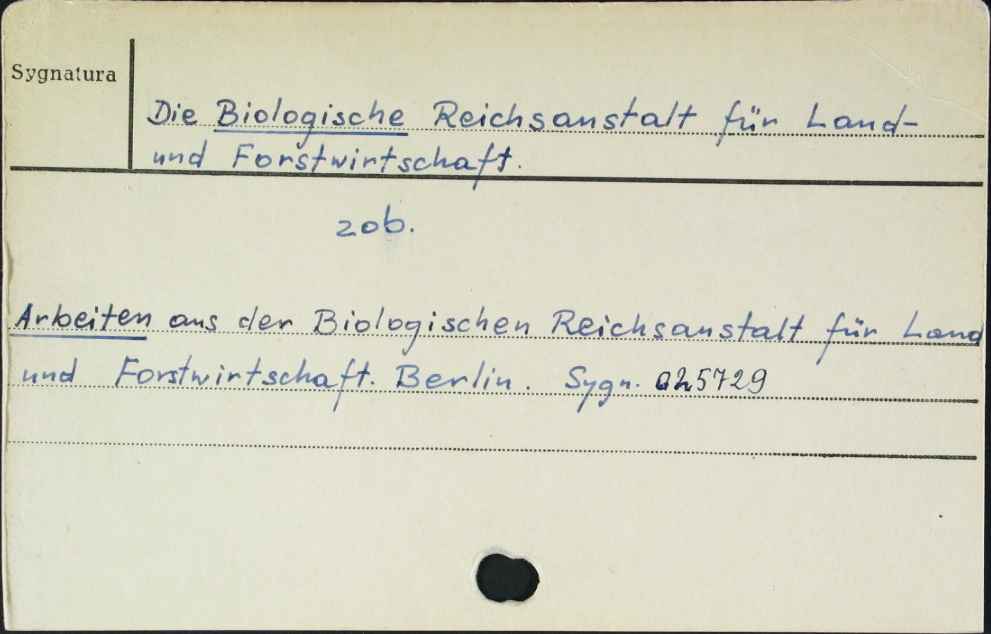 Sygnatura
Die Biologische Reichsanstalt für Land-
und Forstwirtschaft.
zob.
Arbeiten aus der Biologischen Reichsanstalt für Land
und Forstwirtschaft. Berlin. Sygn.